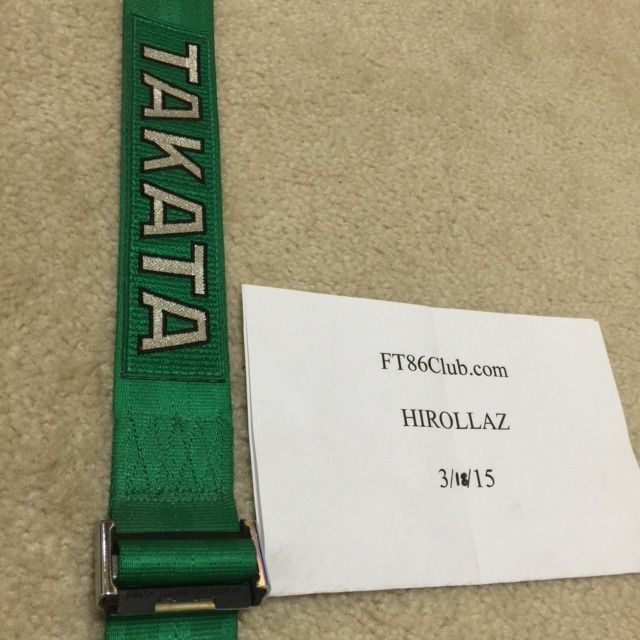 TAKATA
FT86Club.com
HIROLLAZ
3/18/15